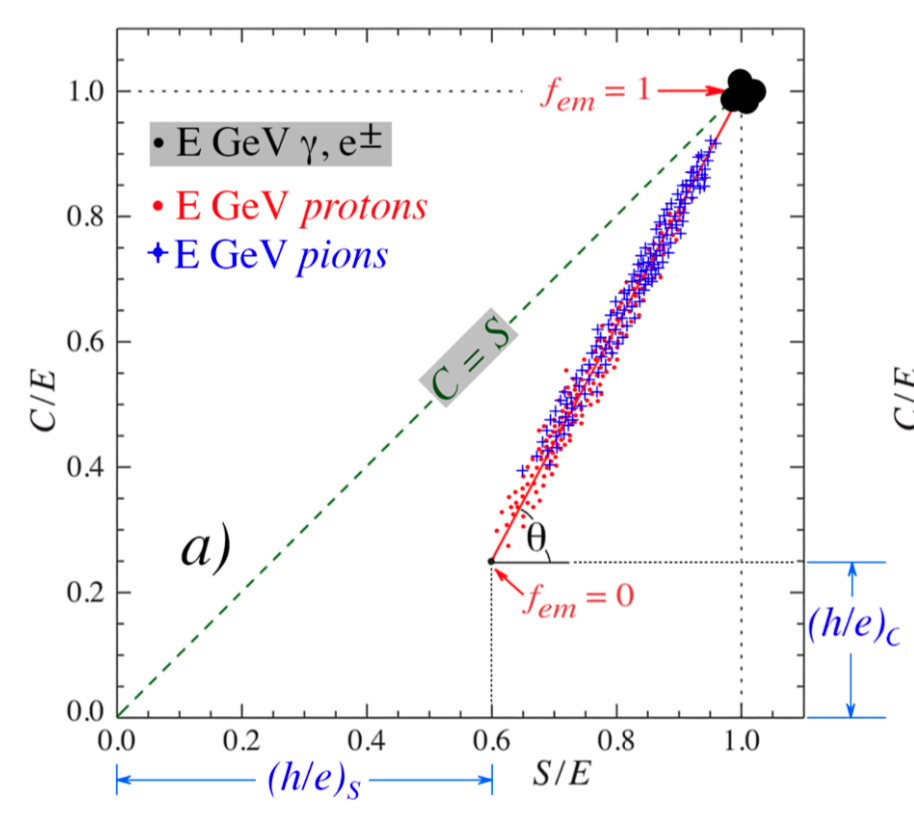 1.0
0.8
0.6
0.4
0.2
0.0
C/E
f_em = 1
• E GeV γ, e±
• E GeV protons
+ E GeV pions
C = S
a)
θ
f_em = 0
(h/e)_C
0.0 0.2 0.4 0.6 0.8 1.0
(h/e)_S
S/E
C/E